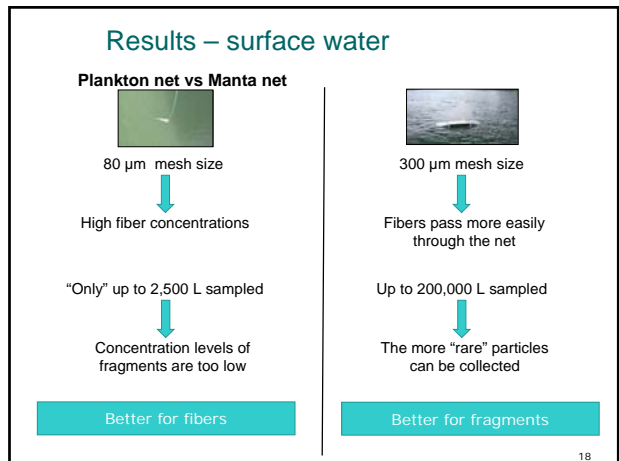 Results – surface water
Plankton net vs Manta net
80 µm  mesh size
High fiber concentrations
“Only” up to 2,500 L sampled
Concentration levels of
fragments are too low
Better for fibers
300 µm mesh size
Fibers pass more easily
through the net
Up to 200,000 L sampled
The more “rare” particles
can be collected
Better for fragments
18